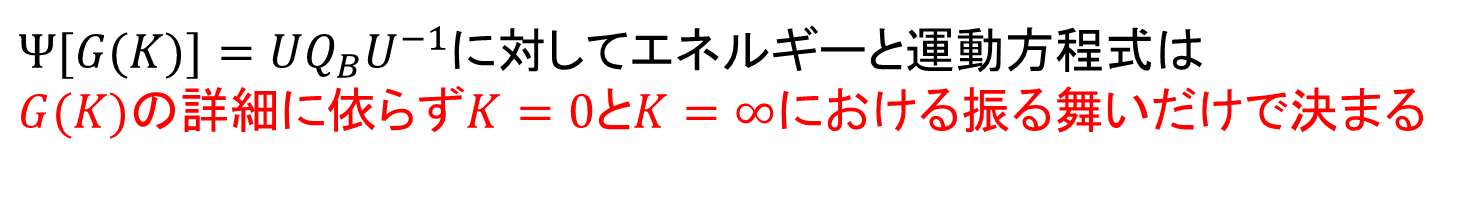 Ψ[G(K)] = UQ_BU⁻¹に対してエネルギーと運動方程式は
G(K)の詳細に依らずK = 0とK = ∞における振る舞いだけで決まる